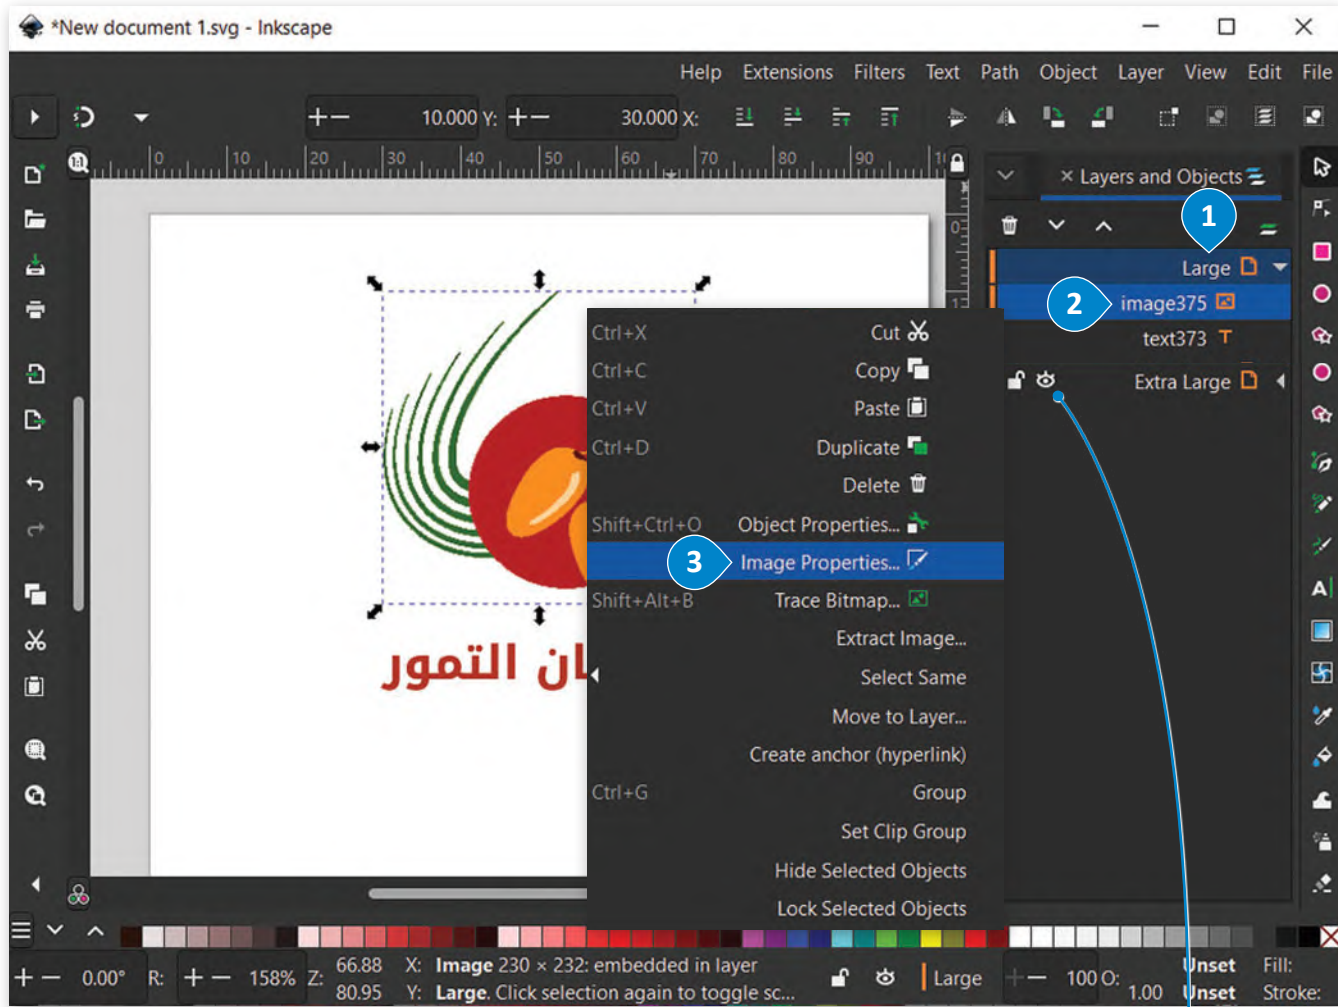 *New document 1.svg - Inkscape
Help Extensions Filters Text Path Object Layer View Edit File
10.000 Y: 30.000 X:
0 10 20 30 40 50 60 70 80 90
1:1
Layers and Objects
1
Large
2 image375
text373
Extra Large
Ctrl+X Cut
Ctrl+C Copy
Ctrl+V Paste
Ctrl+D Duplicate
Delete
Shift+Ctrl+O Object Properties...
3 Image Properties...
Shift+Alt+B Trace Bitmap...
Extract Image...
Select Same
Move to Layer...
Create anchor (hyperlink)
Ctrl+G Group
Set Clip Group
Hide Selected Objects
Lock Selected Objects
ان التمور
0.00° R: 158% Z: 66.88 X: Image 230 × 232: embedded in layer Large 100 O: Unset Fill:
80.95 Y: Large. Click selection again to toggle sc... 1.00 Unset Stroke: